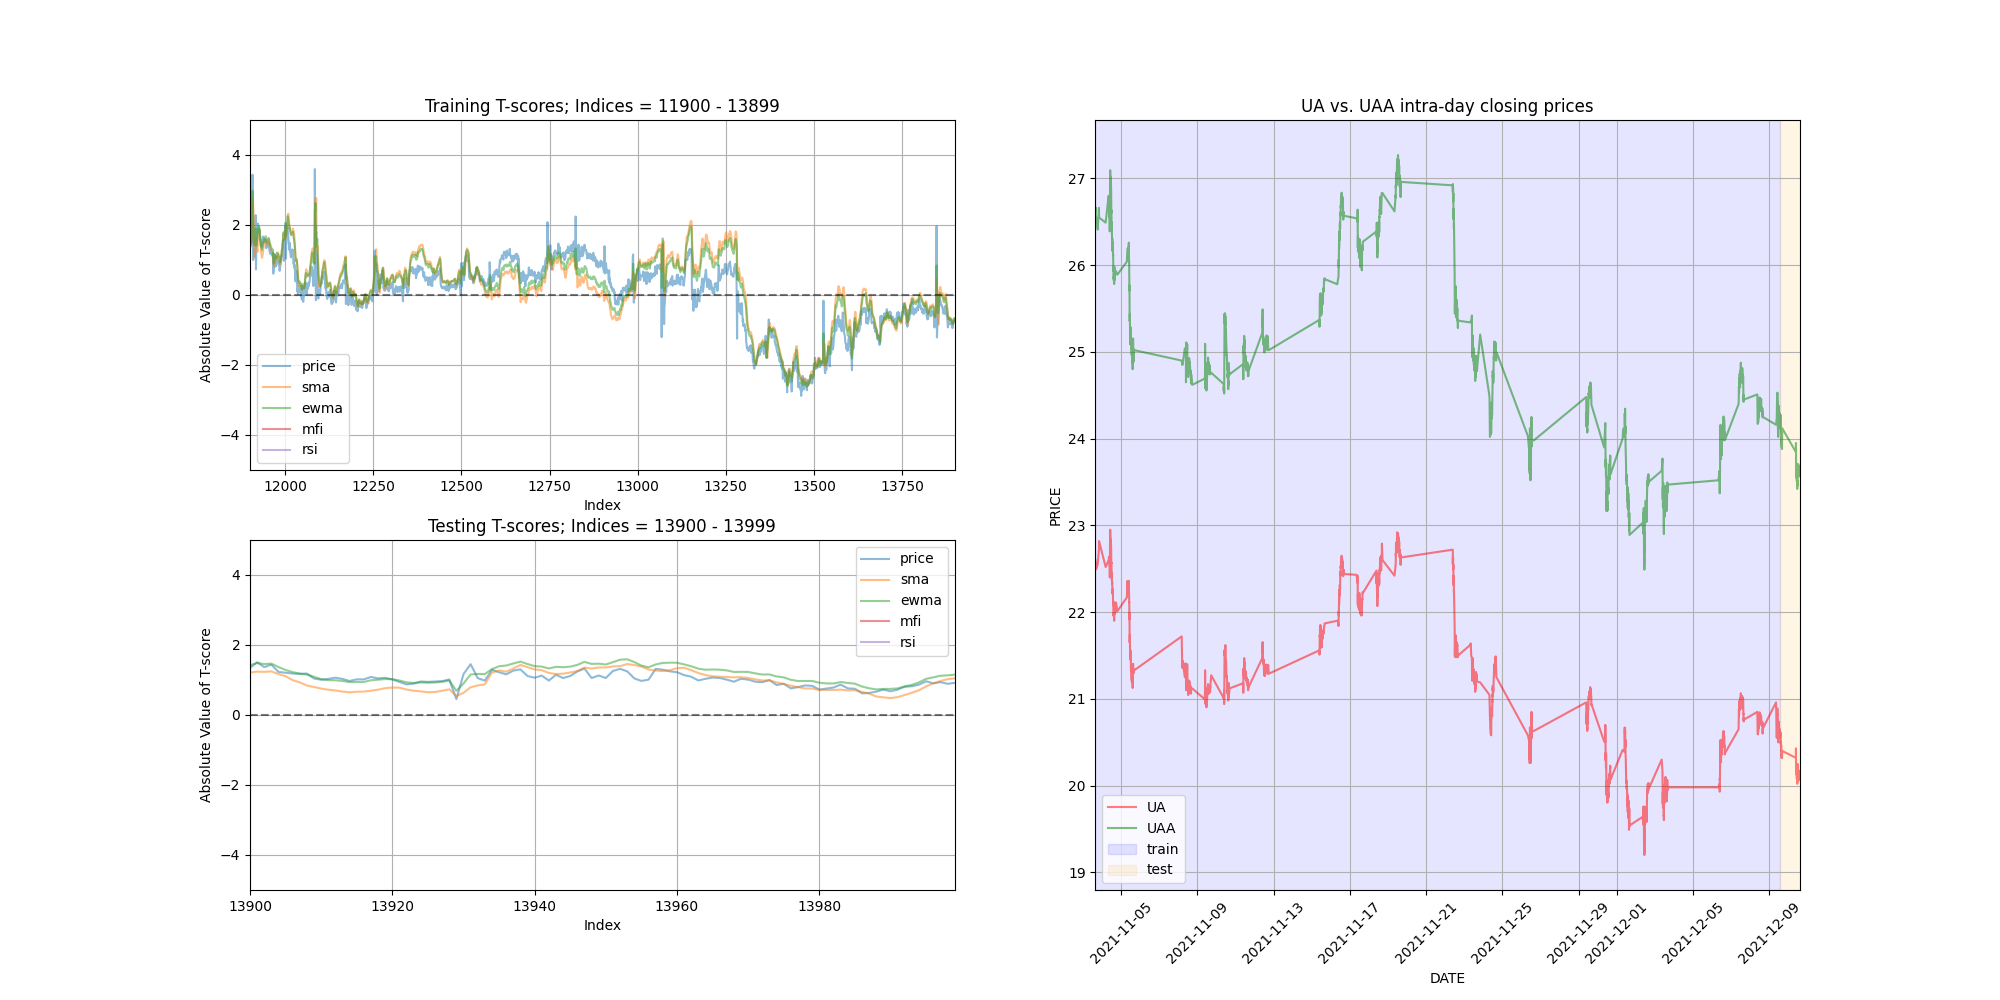 Training T-scores; Indices = 11900 - 13899
Absolute Value of T-score
4
2
0
−2
−4
price
sma
ewma
mfi
rsi
12000 12250 12500 12750 13000 13250 13500 13750
Index
Testing T-scores; Indices = 13900 - 13999
Absolute Value of T-score
4
2
0
−2
−4
price
sma
ewma
mfi
rsi
13900 13920 13940 13960 13980
Index
UA vs. UAA intra-day closing prices
PRICE
27
26
25
24
23
22
21
20
19
UA
UAA
train
test
2021-11-05 2021-11-09 2021-11-13 2021-11-17 2021-11-21 2021-11-25 2021-11-29 2021-12-01 2021-12-05 2021-12-09
DATE